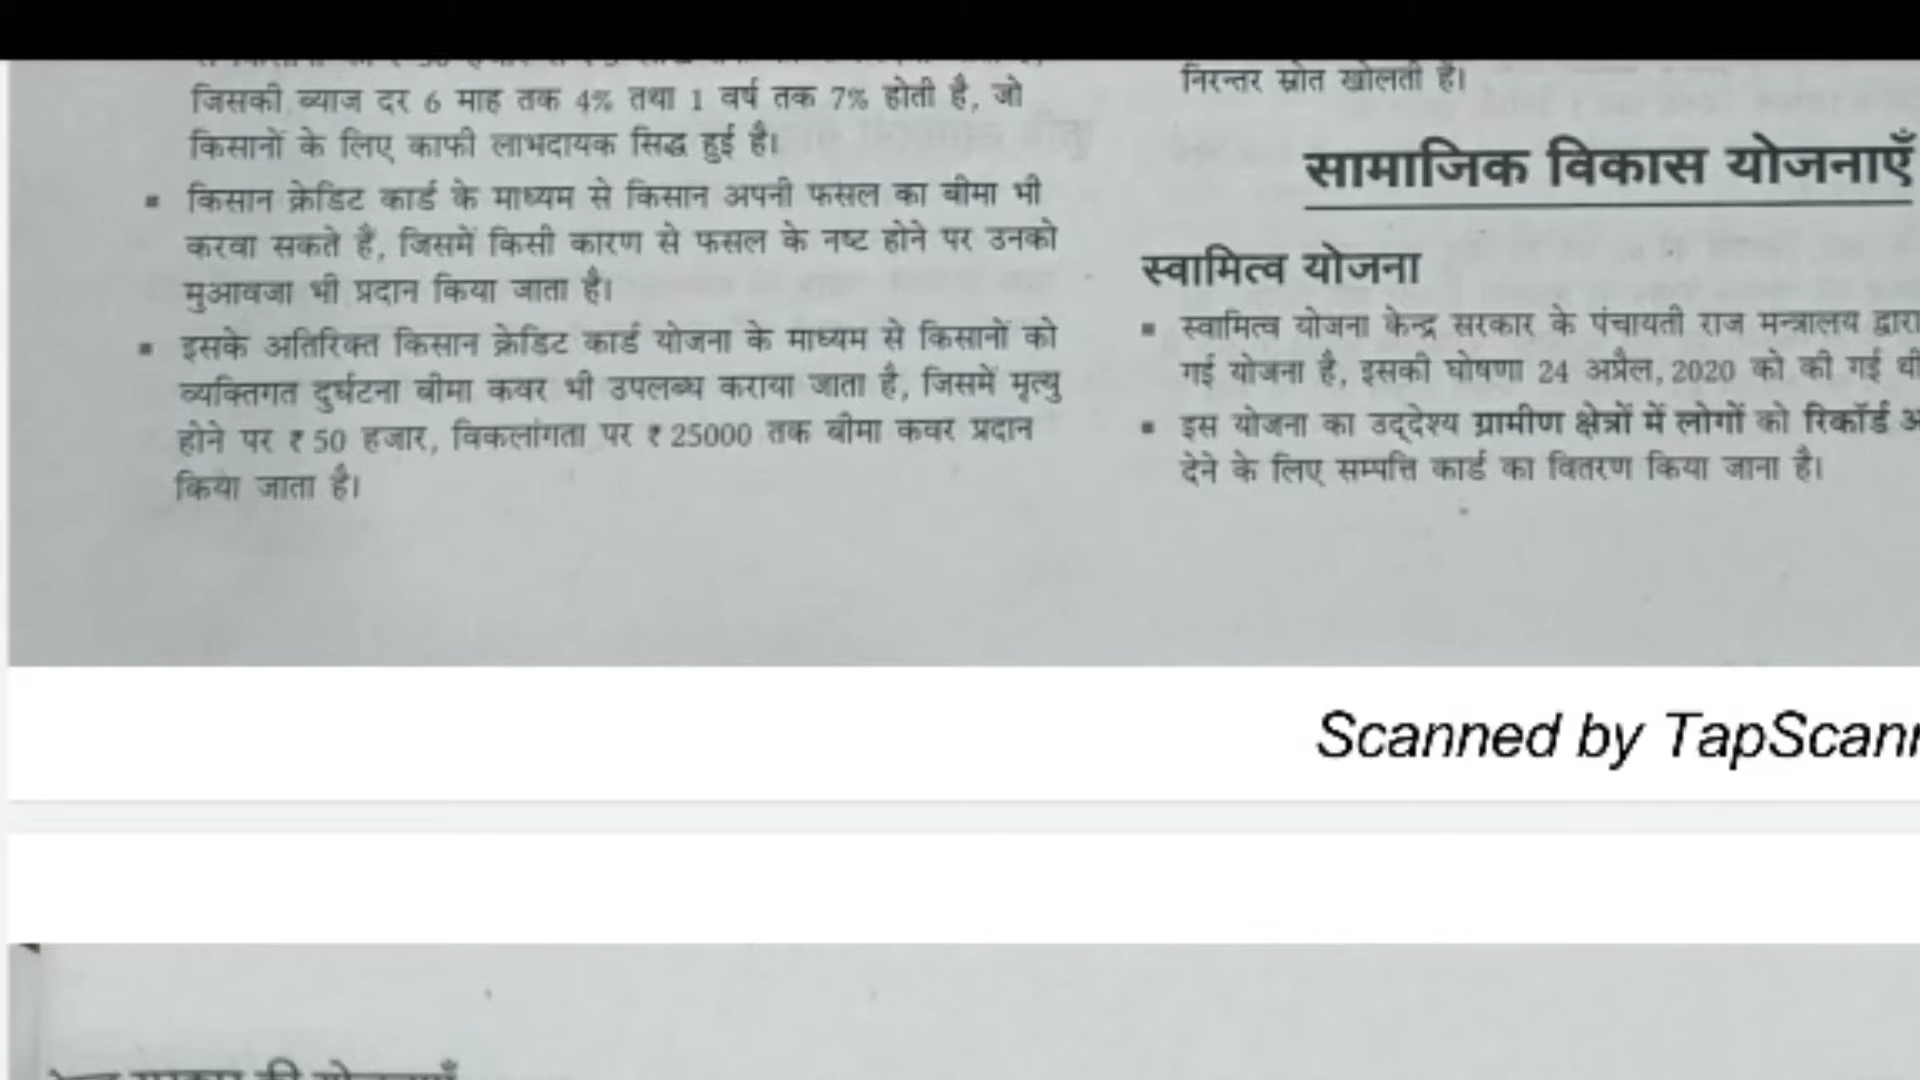 जिसकी ब्याज दर 6 माह तक 4% तथा 1 वर्ष तक 7% होती है, जो
किसानों के लिए काफी लाभदायक सिद्ध हुई है।
▪ किसान क्रेडिट कार्ड के माध्यम से किसान अपनी फसल का बीमा भी
करवा सकते हैं, जिसमें किसी कारण से फसल के नष्ट होने पर उनको
मुआवजा भी प्रदान किया जाता है।
▪ इसके अतिरिक्त किसान क्रेडिट कार्ड योजना के माध्यम से किसानों को
व्यक्तिगत दुर्घटना बीमा कवर भी उपलब्ध कराया जाता है, जिसमें मृत्यु
होने पर ₹ 50 हजार, विकलांगता पर ₹ 25000 तक बीमा कवर प्रदान
किया जाता है।
निरन्तर स्रोत खोलती है।
सामाजिक विकास योजनाएँ
स्वामित्व योजना
▪ स्वामित्व योजना केन्द्र सरकार के पंचायती राज मन्त्रालय द्वारा
गई योजना है, इसकी घोषणा 24 अप्रैल, 2020 को की गई थी
▪ इस योजना का उद्देश्य ग्रामीण क्षेत्रों में लोगों को रिकॉर्ड
देने के लिए सम्पत्ति कार्ड का वितरण किया जाना है।
Scanned by TapScann